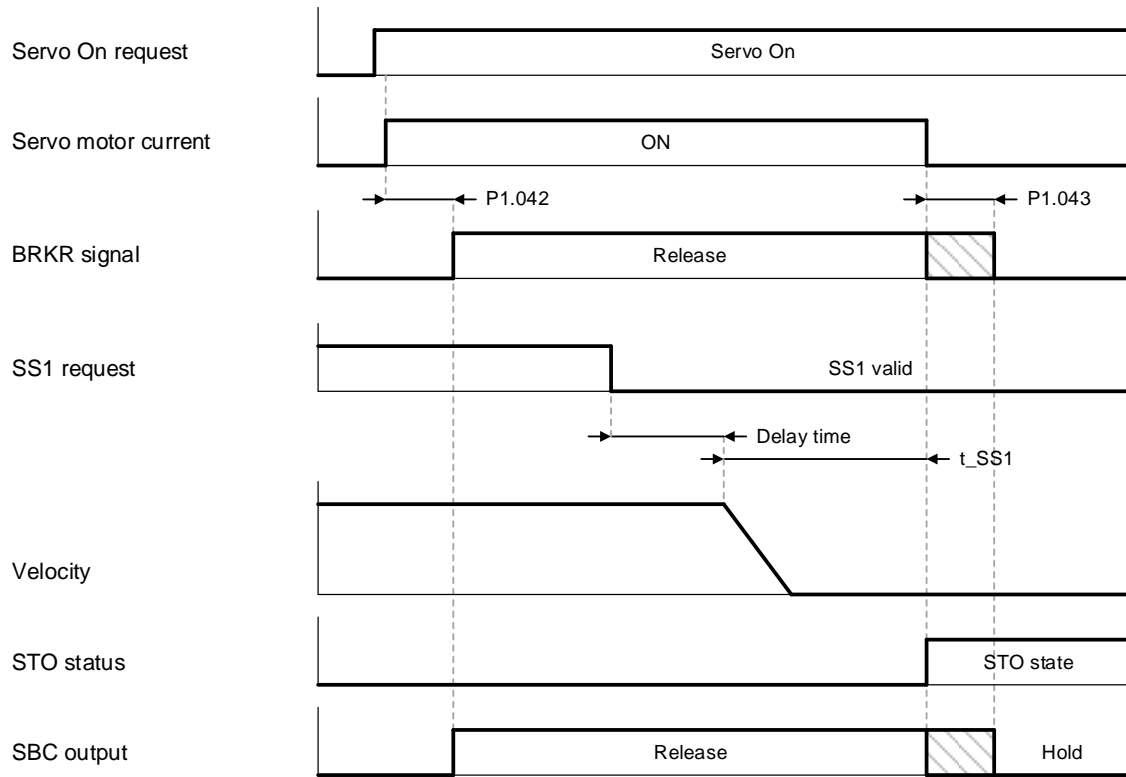 Servo On request
Servo On
Servo motor current
ON
P1.042
P1.043
BRKR signal
Release
SS1 request
SS1 valid
Delay time
t_SS1
Velocity
STO status
STO state
SBC output
Release
Hold